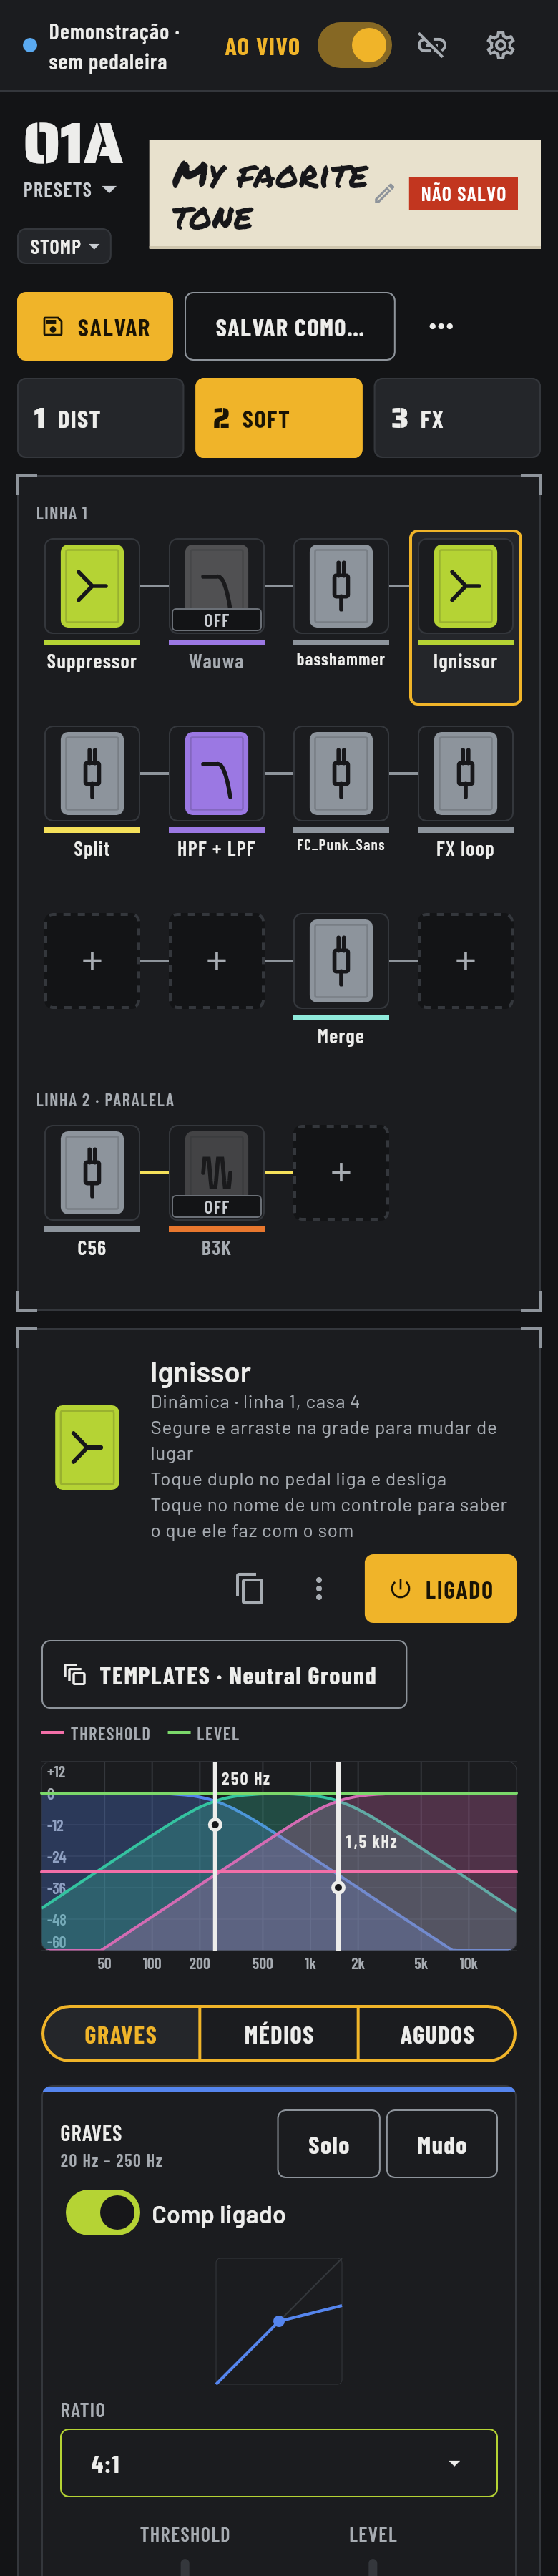 Demonstração ·
sem pedaleira
AO VIVO
01A
PRESETS
STOMP
My faorite
tone
NÃO SALVO
SALVAR
SALVAR COMO...
1 DIST
2 SOFT
3 FX
LINHA 1
OFF
Suppressor
Wauwa
basshammer
Ignissor
Split
HPF + LPF
FC_Punk_Sans
FX loop
+
+
+
Merge
LINHA 2 · PARALELA
OFF
+
C56
B3K
Ignissor
Dinâmica · linha 1, casa 4
Segure e arraste na grade para mudar de
lugar
Toque duplo no pedal liga e desliga
Toque no nome de um controle para saber
o que ele faz com o som
LIGADO
TEMPLATES · Neutral Ground
THRESHOLD
LEVEL
+12
0
-12
-24
-36
-48
-60
250 Hz
1,5 kHz
50
100
200
500
1k
2k
5k
10k
GRAVES
MÉDIOS
AGUDOS
GRAVES
20 Hz – 250 Hz
Solo
Mudo
Comp ligado
RATIO
4:1
THRESHOLD
LEVEL